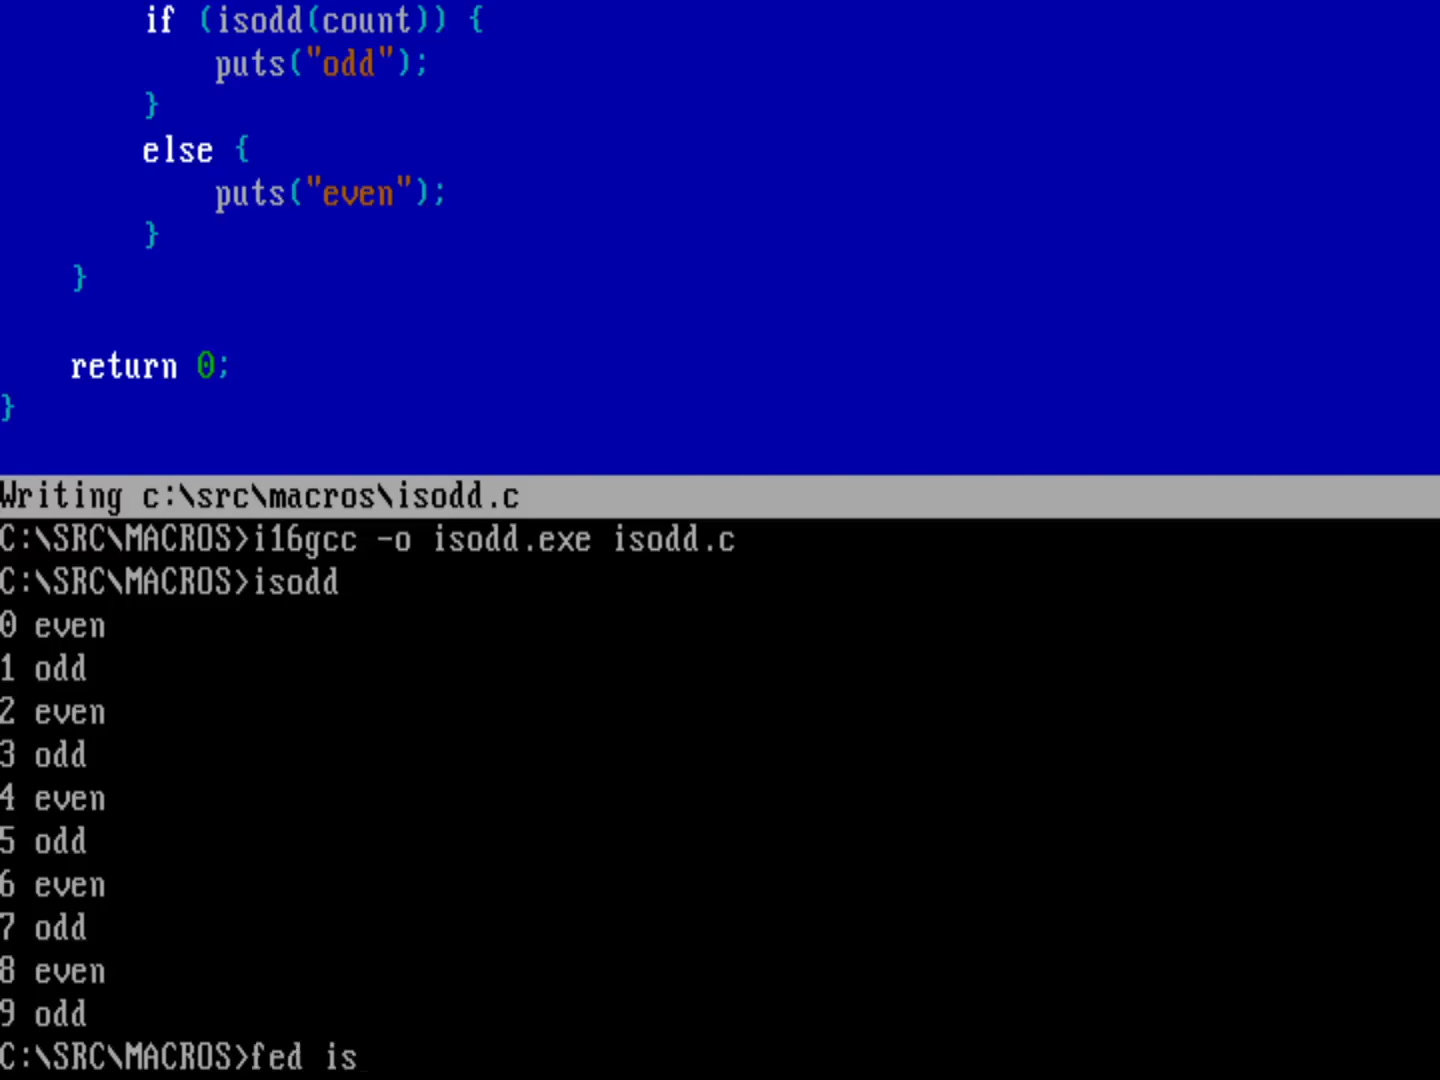 if (isodd(count)) {
puts("odd");
}
else {
puts("even");
}
}
return 0;
}
Writing c:\src\macros\isodd.c
C:\SRC\MACROS>i16gcc -o isodd.exe isodd.c
C:\SRC\MACROS>isodd
0 even
1 odd
2 even
3 odd
4 even
5 odd
6 even
7 odd
8 even
9 odd
C:\SRC\MACROS>fed is